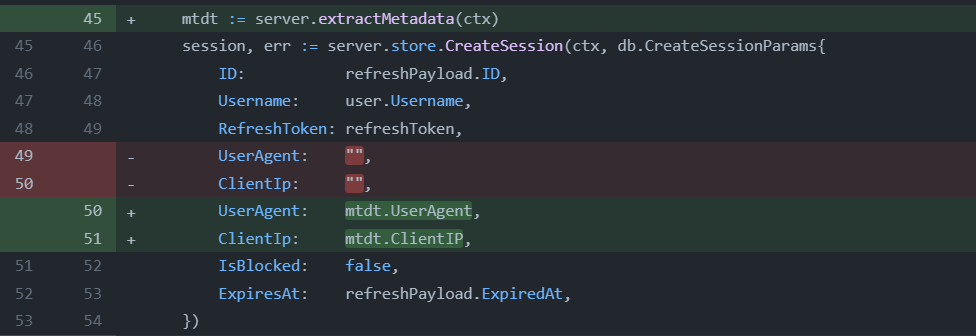 45 + mtdt := server.extractMetadata(ctx)
45 46 session, err := server.store.CreateSession(ctx, db.CreateSessionParams{
46 47 ID: refreshPayload.ID,
47 48 Username: user.Username,
48 49 RefreshToken: refreshToken,
49 - UserAgent: "",
50 - ClientIp: "",
50 + UserAgent: mtdt.UserAgent,
51 + ClientIp: mtdt.ClientIP,
51 52 IsBlocked: false,
52 53 ExpiresAt: refreshPayload.ExpiredAt,
53 54 })